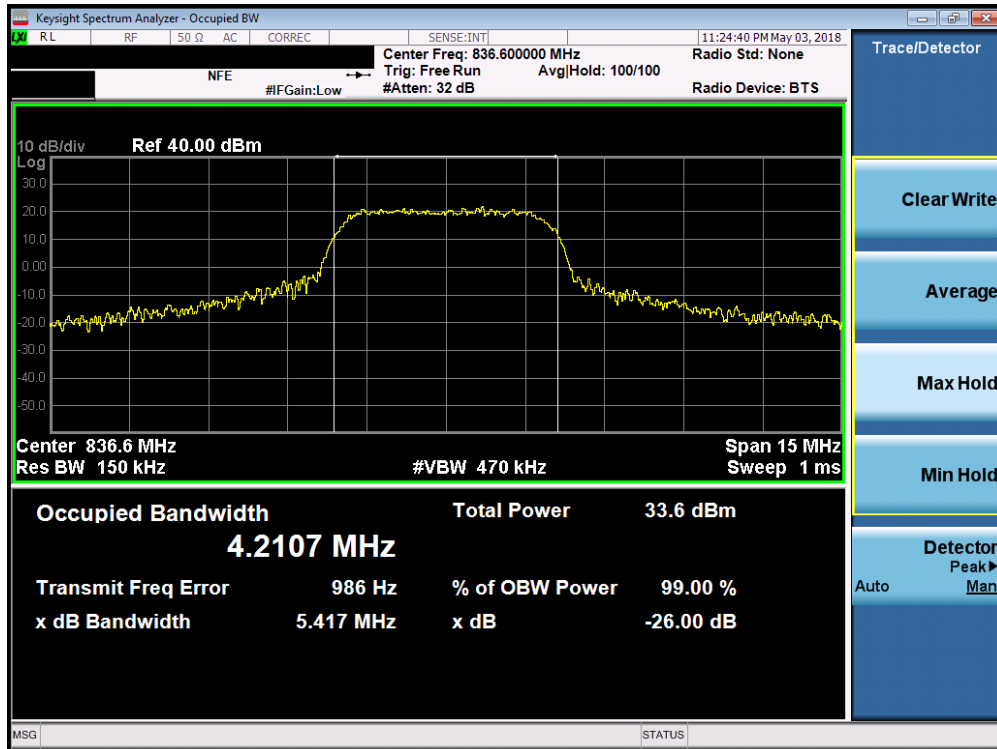 Keysight Spectrum Analyzer - Occupied BW
LXI RL RF 50 Ω AC CORREC SENSE:INT 11:24:40 PM May 03, 2018
Center Freq: 836.600000 MHz Radio Std: None
NFE Trig: Free Run Avg|Hold: 100/100
#IFGain:Low #Atten: 32 dB Radio Device: BTS
10 dB/div Ref 40.00 dBm
Log
30.0
20.0
10.0
0.00
-10.0
-20.0
-30.0
-40.0
-50.0
Center 836.6 MHz Span 15 MHz
Res BW 150 kHz #VBW 470 kHz Sweep 1 ms
Occupied Bandwidth Total Power 33.6 dBm
4.2107 MHz
Transmit Freq Error 986 Hz % of OBW Power 99.00 %
x dB Bandwidth 5.417 MHz x dB -26.00 dB
MSG STATUS
Trace/Detector
Clear Write
Average
Max Hold
Min Hold
Detector
Peak▶
Auto Man